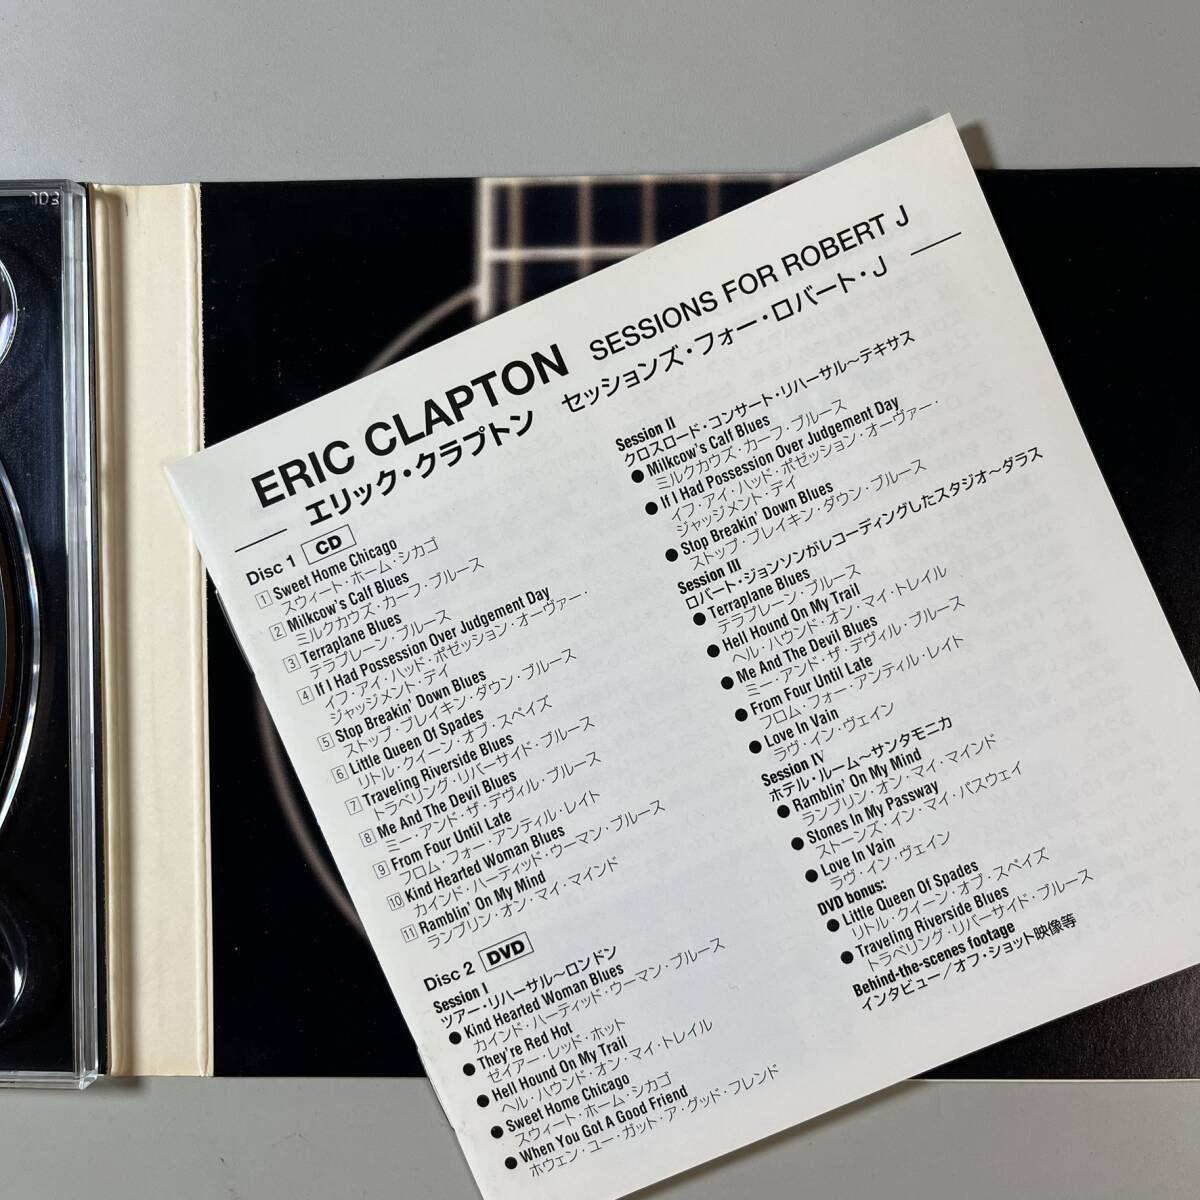 ERIC CLAPTON SESSIONS FOR ROBERT J
エリック・クラプトン セッションズ・フォー・ロバート・J
Disc 1 CD
1 Sweet Home Chicago
スウィート・ホーム・シカゴ
2 Milkcow's Calf Blues
ミルクカウズ・カーフ・ブルース
3 Terraplane Blues
テラプレーン・ブルース
4 If I Had Possession Over Judgement Day
イフ・アイ・ハッド・ポゼッション・オーヴァー・
ジャッジメント・デイ
5 Stop Breakin' Down Blues
ストップ・ブレイキン・ダウン・ブルース
6 Little Queen Of Spades
リトル・クイーン・オブ・スペイズ
7 Traveling Riverside Blues
トラベリング・リバーサイド・ブルース
8 Me And The Devil Blues
ミー・アンド・ザ・デヴィル・ブルース
9 From Four Until Late
フロム・フォー・アンティル・レイト
10 Kind Hearted Woman Blues
カインド・ハーティッド・ウーマン・ブルース
11 Ramblin' On My Mind
ランブリン・オン・マイ・マインド
Disc 2 DVD
Session I
ツアー・リハーサル〜ロンドン
● Kind Hearted Woman Blues
カインド・ハーティッド・ウーマン・ブルース
● They're Red Hot
ゼイアー・レッド・ホット
● Hell Hound On My Trail
ヘル・ハウンド・オン・マイ・トレイル
● Sweet Home Chicago
スウィート・ホーム・シカゴ
● When You Got A Good Friend
ホウェン・ユー・ガット・ア・グッド・フレンド
Session II
クロスロード・コンサート・リハーサル〜テキサス
● Milkcow's Calf Blues
ミルクカウズ・カーフ・ブルース
● If I Had Possession Over Judgement Day
イフ・アイ・ハッド・ポゼッション・オーヴァー・
ジャッジメント・デイ
● Stop Breakin' Down Blues
ストップ・ブレイキン・ダウン・ブルース
Session III
ロバート・ジョンソンがレコーディングしたスタジオ〜ダラス
● Terraplane Blues
テラプレーン・ブルース
● Hell Hound On My Trail
ヘル・ハウンド・オン・マイ・トレイル
● Me And The Devil Blues
ミー・アンド・ザ・デヴィル・ブルース
● From Four Until Late
フロム・フォー・アンティル・レイト
● Love In Vain
ラヴ・イン・ヴェイン
Session IV
ホテル・ルーム〜サンタモニカ
● Ramblin' On My Mind
ランブリン・オン・マイ・マインド
● Stones In My Passway
ストーンズ・イン・マイ・パスウェイ
● Love In Vain
ラヴ・イン・ヴェイン
DVD bonus:
● Little Queen Of Spades
リトル・クイーン・オブ・スペイズ
● Traveling Riverside Blues
トラベリング・リバーサイド・ブルース
Behind-the-scenes footage
インタビュー/オフ・ショット映像等